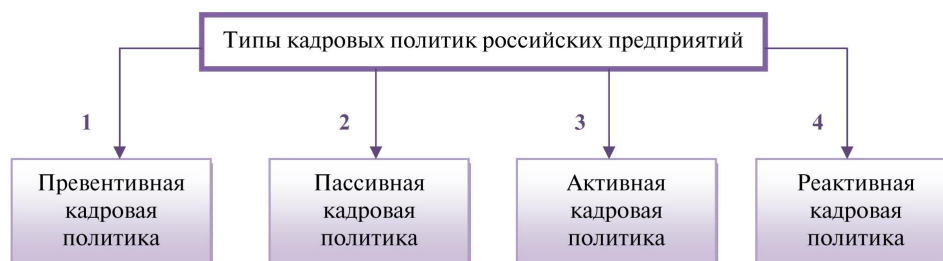 Типы кадровых политик российских предприятий
1
2
3
4
Превентивная
кадровая
политика
Пассивная
кадровая
политика
Активная
кадровая
политика
Реактивная
кадровая
политика